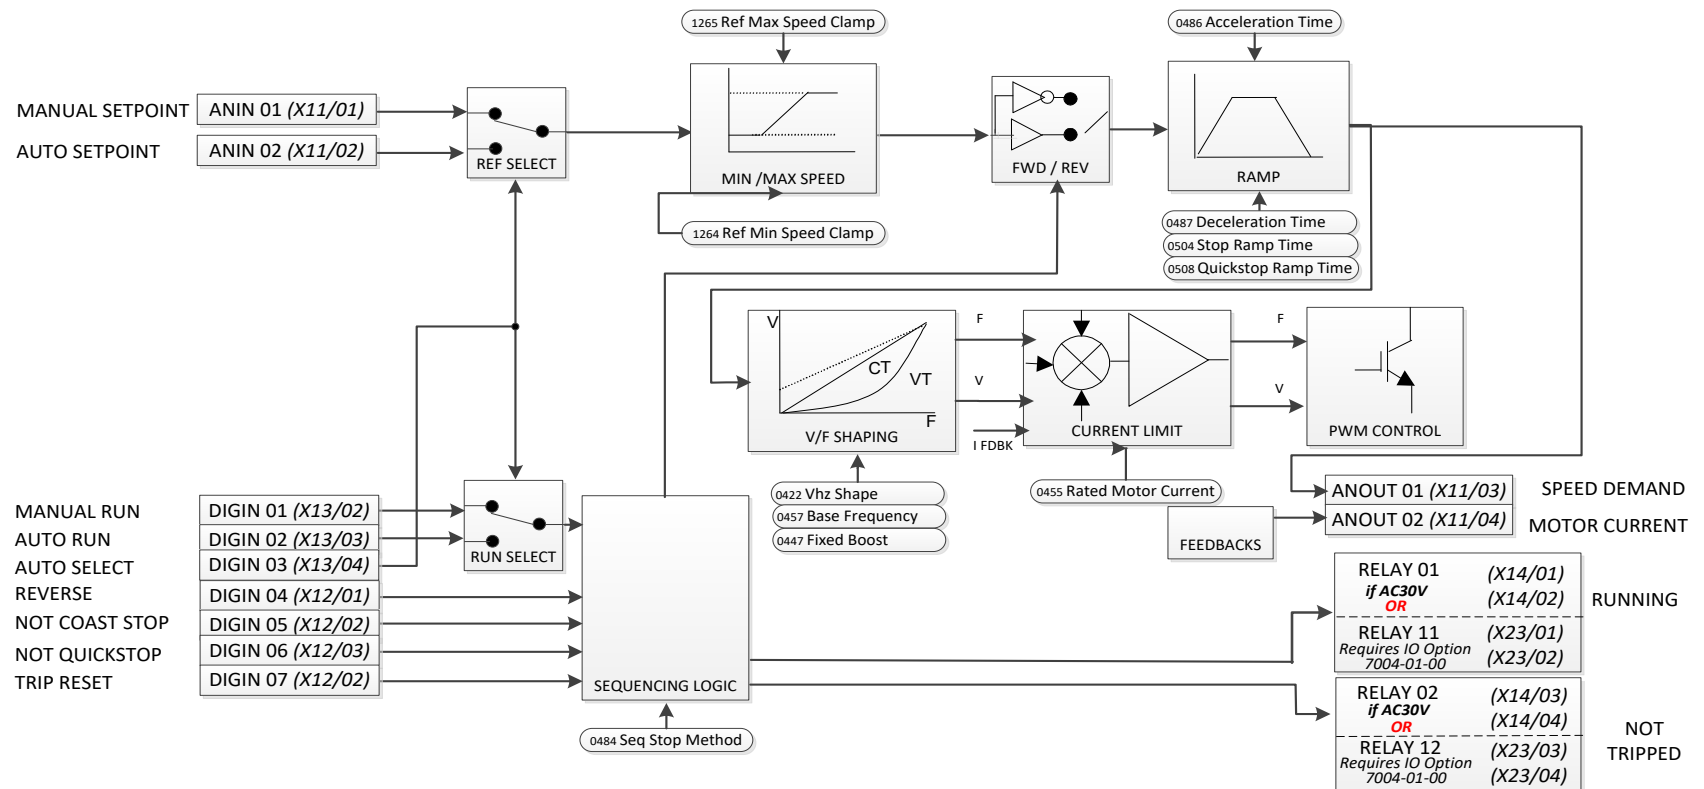 1265 Ref Max Speed Clamp
0486 Acceleration Time
MANUAL SETPOINT
ANIN 01 (X11/01)
AUTO SETPOINT
ANIN 02 (X11/02)
REF SELECT
MIN /MAX SPEED
FWD / REV
RAMP
1264 Ref Min Speed Clamp
0487 Deceleration Time
0504 Stop Ramp Time
0508 Quickstop Ramp Time
V
CT
VT
F
V/F SHAPING
F
V
I FDBK
CURRENT LIMIT
F
V
PWM CONTROL
0422 Vhz Shape
0457 Base Frequency
0447 Fixed Boost
0455 Rated Motor Current
ANOUT 01 (X11/03)
SPEED DEMAND
ANOUT 02 (X11/04)
MOTOR CURRENT
FEEDBACKS
MANUAL RUN
DIGIN 01 (X13/02)
AUTO RUN
DIGIN 02 (X13/03)
AUTO SELECT
DIGIN 03 (X13/04)
RUN SELECT
REVERSE
DIGIN 04 (X12/01)
NOT COAST STOP
DIGIN 05 (X12/02)
NOT QUICKSTOP
DIGIN 06 (X12/03)
TRIP RESET
DIGIN 07 (X12/02)
SEQUENCING LOGIC
0484 Seq Stop Method
RELAY 01 (X14/01)
if AC30V (X14/02)
OR
RELAY 11 (X23/01)
Requires IO Option
7004-01-00 (X23/02)
RUNNING
RELAY 02 (X14/03)
if AC30V (X14/04)
OR
RELAY 12 (X23/03)
Requires IO Option
7004-01-00 (X23/04)
NOT
TRIPPED